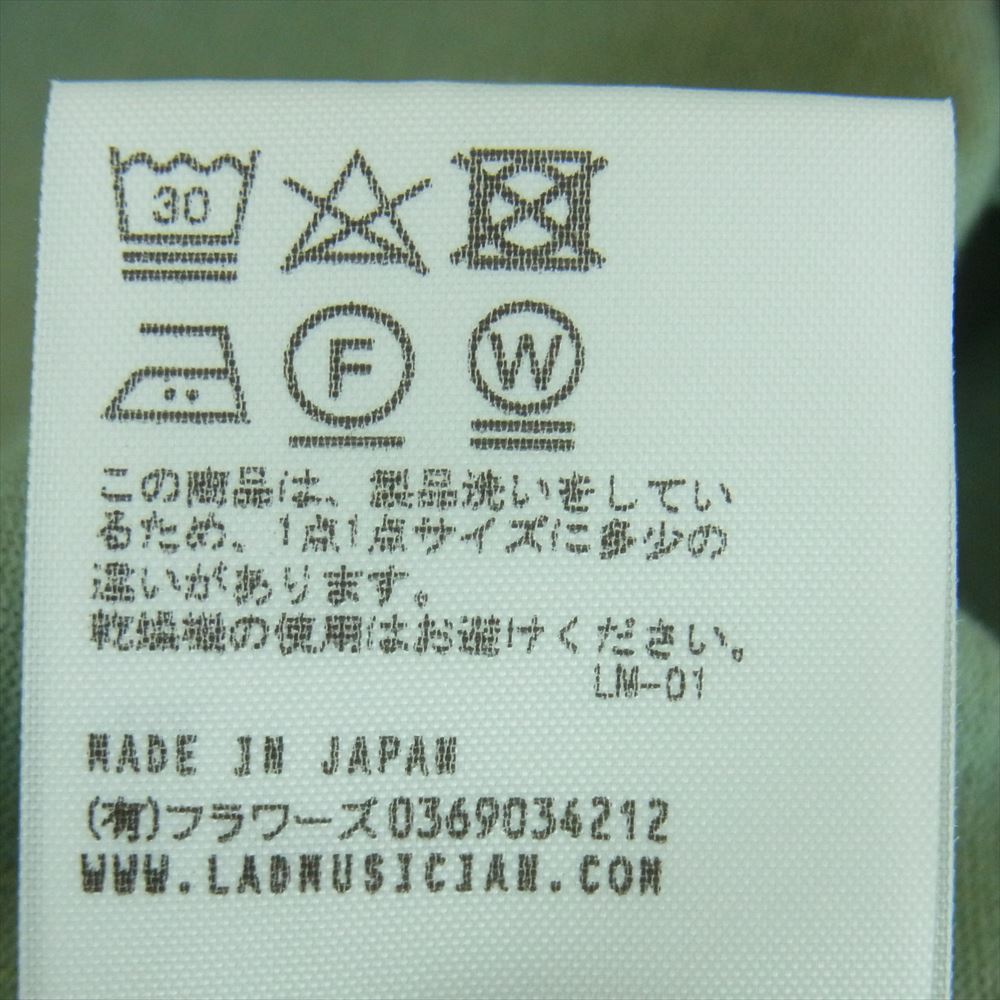 30
F W
この商品は、製品洗いをしてい
るため、1点1点サイズに多少の
違いがあります。
乾燥機の使用はお避けください。
LM-01
MADE IN JAPAN
(有)フラワーズ0369034212
WWW.LADMUSICIAN.COM